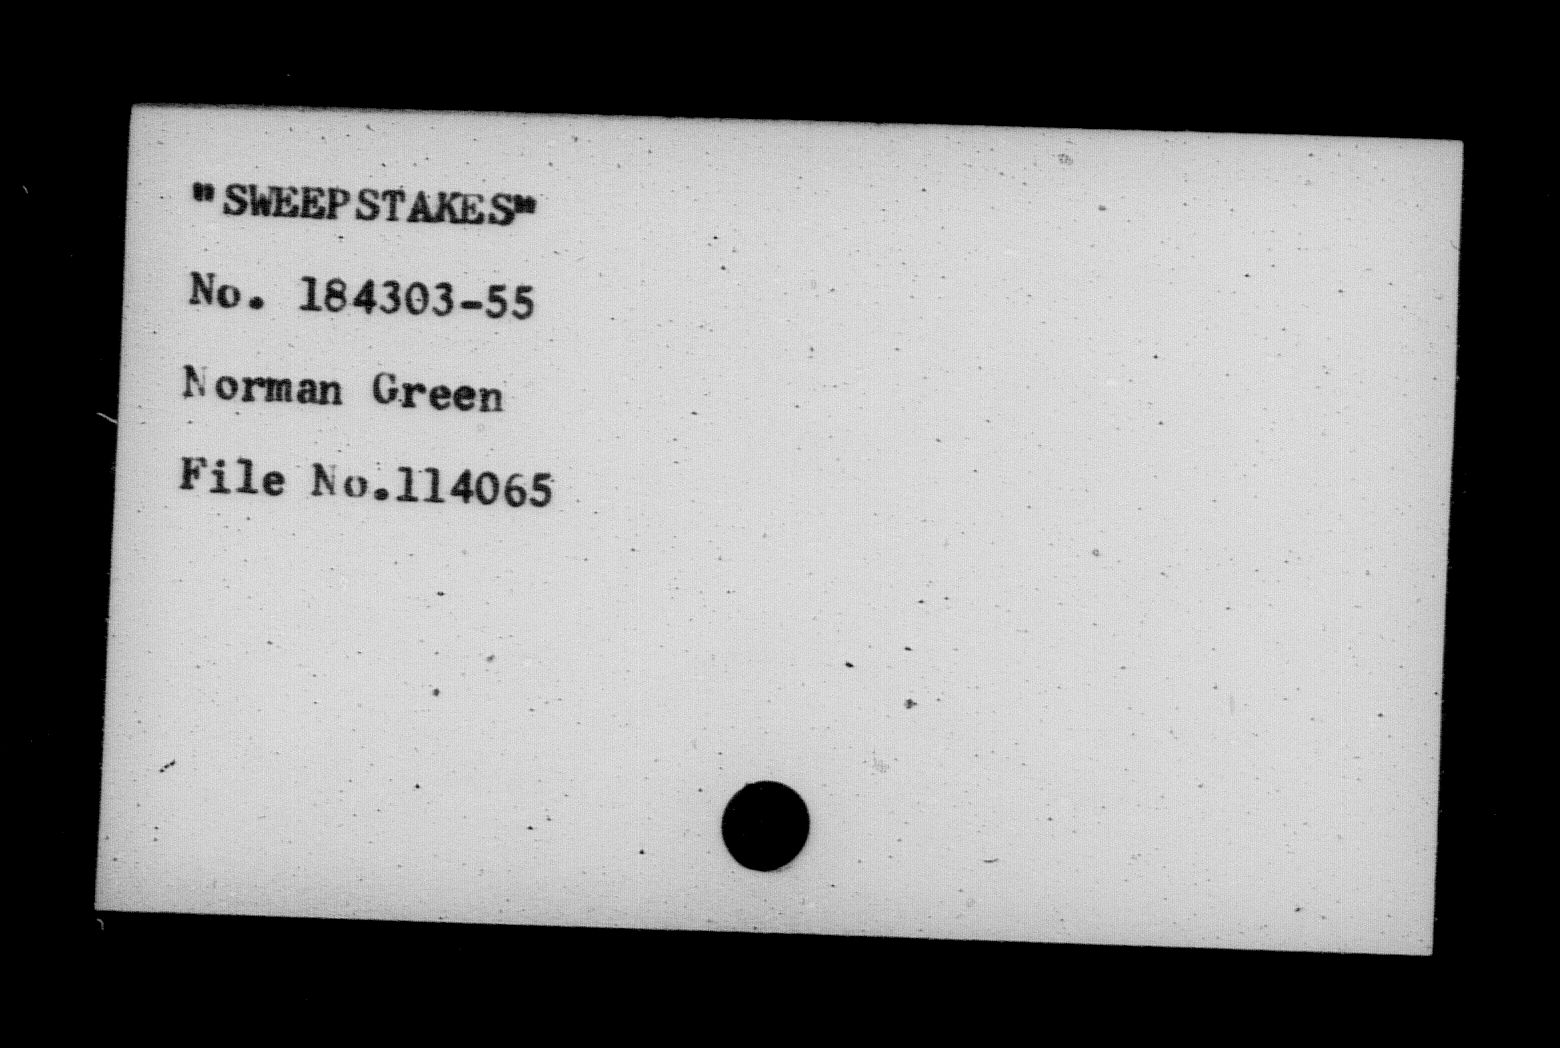 "SWEEPSTAKES"
No. 184303-55
Norman Green
File No.114065